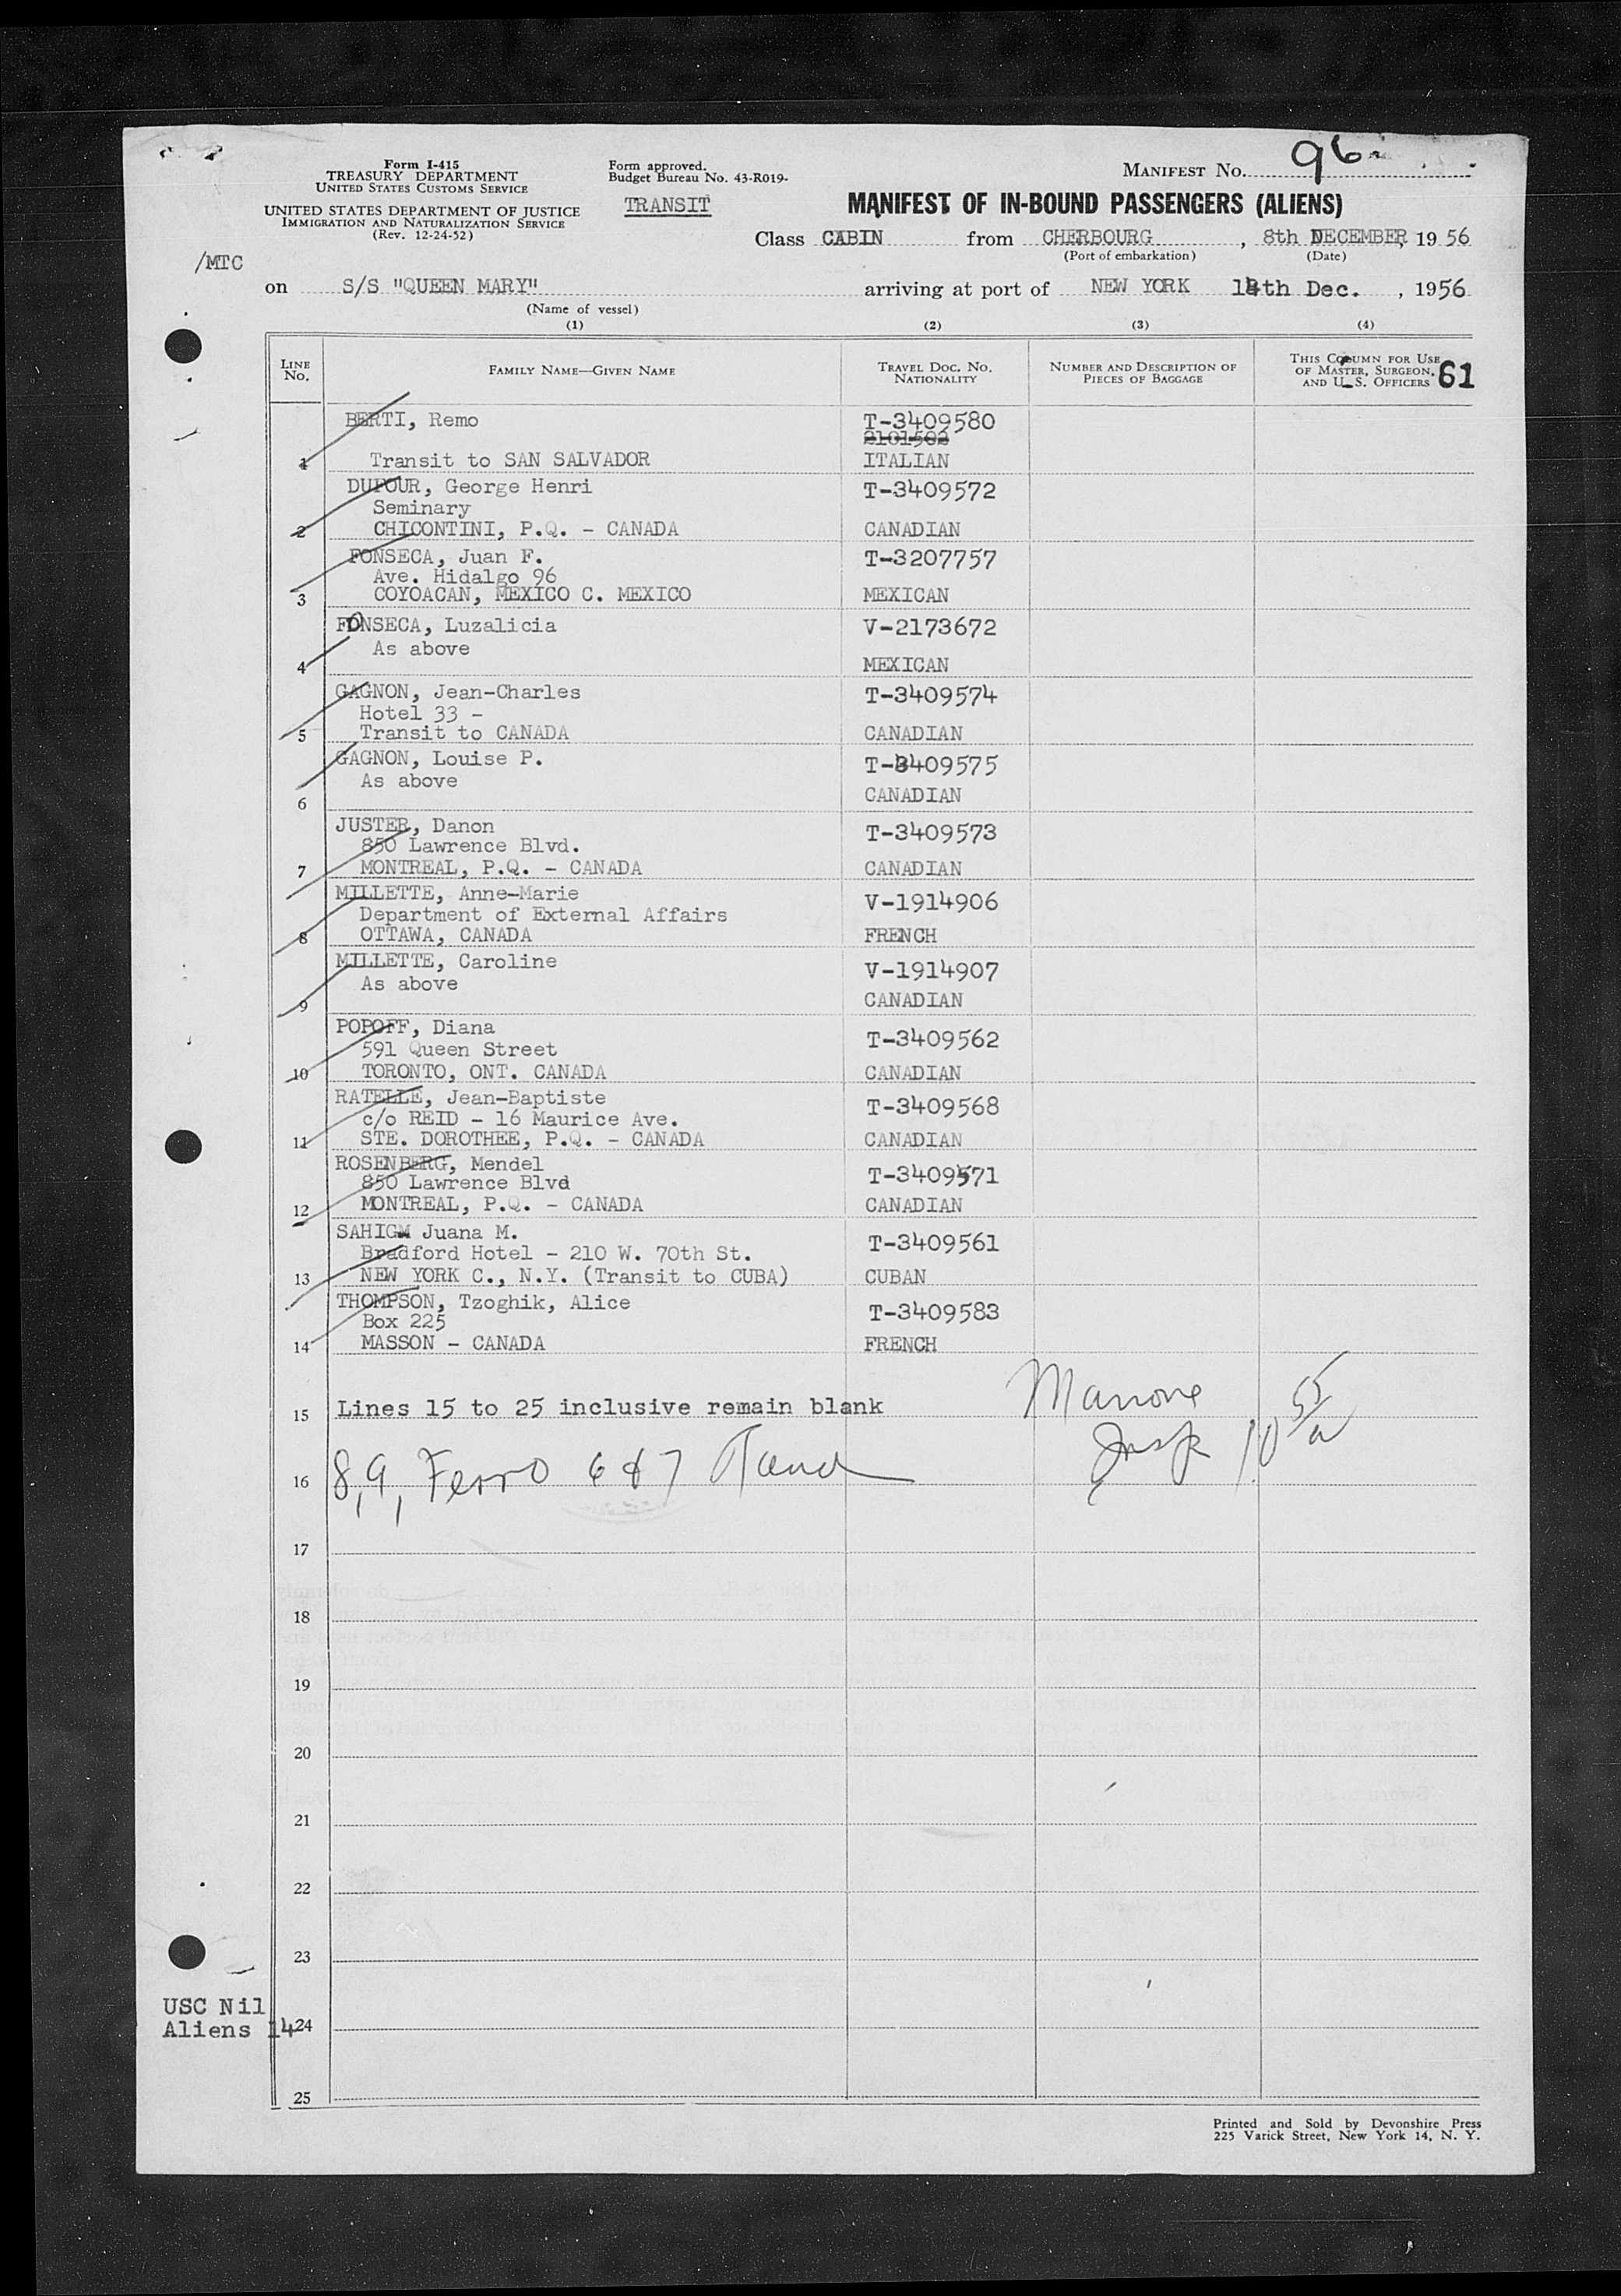 Form I-415
TREASURY DEPARTMENT
UNITED STATES CUSTOMS SERVICE
UNITED STATES DEPARTMENT OF JUSTICE
IMMIGRATION AND NATURALIZATION SERVICE
(Rev. 12-24-52)
Form approved.
Budget Bureau No. 43-R019-
TRANSIT
MANIFEST No. 96
MANIFEST OF IN-BOUND PASSENGERS (ALIENS)
Class CABIN from CHERBOURG, 8th DECEMBER, 1956
(Port of embarkation) (Date)
/MTC
on S/S "QUEEN MARY" arriving at port of NEW YORK Dec., 1956
(Name of vessel)
(1) (2) (3) (4)
LINE No. FAMILY NAME—GIVEN NAME TRAVEL DOC. NO. NATIONALITY NUMBER AND DESCRIPTION OF PIECES OF BAGGAGE THIS COLUMN FOR USE OF MASTER, SURGEON, AND U. S. OFFICERS 61
BERTI, Remo T-3409580
2101502
1 Transit to SAN SALVADOR ITALIAN
DUFOUR, George Henri T-3409572
Seminary
2 CHICONTINI, P.Q. - CANADA CANADIAN
FONSECA, Juan F. T-3207757
Ave. Hidalgo 96
3 COYOACAN, MEXICO C. MEXICO MEXICAN
FONSECA, Luzalicia V-2173672
As above
4 MEXICAN
GAGNON, Jean-Charles T-3409574
Hotel 33 -
5 Transit to CANADA CANADIAN
GAGNON, Louise P. T-3409575
As above
6 CANADIAN
JUSTER, Danon T-3409573
850 Lawrence Blvd.
7 MONTREAL, P.Q. - CANADA CANADIAN
MILLETTE, Anne-Marie V-1914906
Department of External Affairs
8 OTTAWA, CANADA FRENCH
MILLETTE, Caroline V-1914907
As above
9 CANADIAN
POPOFF, Diana T-3409562
591 Queen Street
10 TORONTO, ONT. CANADA CANADIAN
RATELLE, Jean-Baptiste T-3409568
c/o REID - 16 Maurice Ave.
11 STE. DOROTHEE, P.Q. - CANADA CANADIAN
ROSENBERG, Mendel T-3409571
850 Lawrence Blvd
12 MONTREAL, P.Q. - CANADA CANADIAN
Juana M. T-3409561
Bradford Hotel - 210 W. 70th St.
13 NEW YORK C., N.Y. (Transit to CUBA) CUBAN
THOMPSON, Tzoghik, Alice T-3409583
Box 225
14 MASSON - CANADA FRENCH
15 Lines 15 to 25 inclusive remain blank
Insp 10 55/a
16 8,9, Ferro 6 & 7
17
18
19
20
21
22
23
USC Nil
Aliens 14
24
25
Printed and Sold by Devonshire Press
225 Varick Street, New York 14, N. Y.